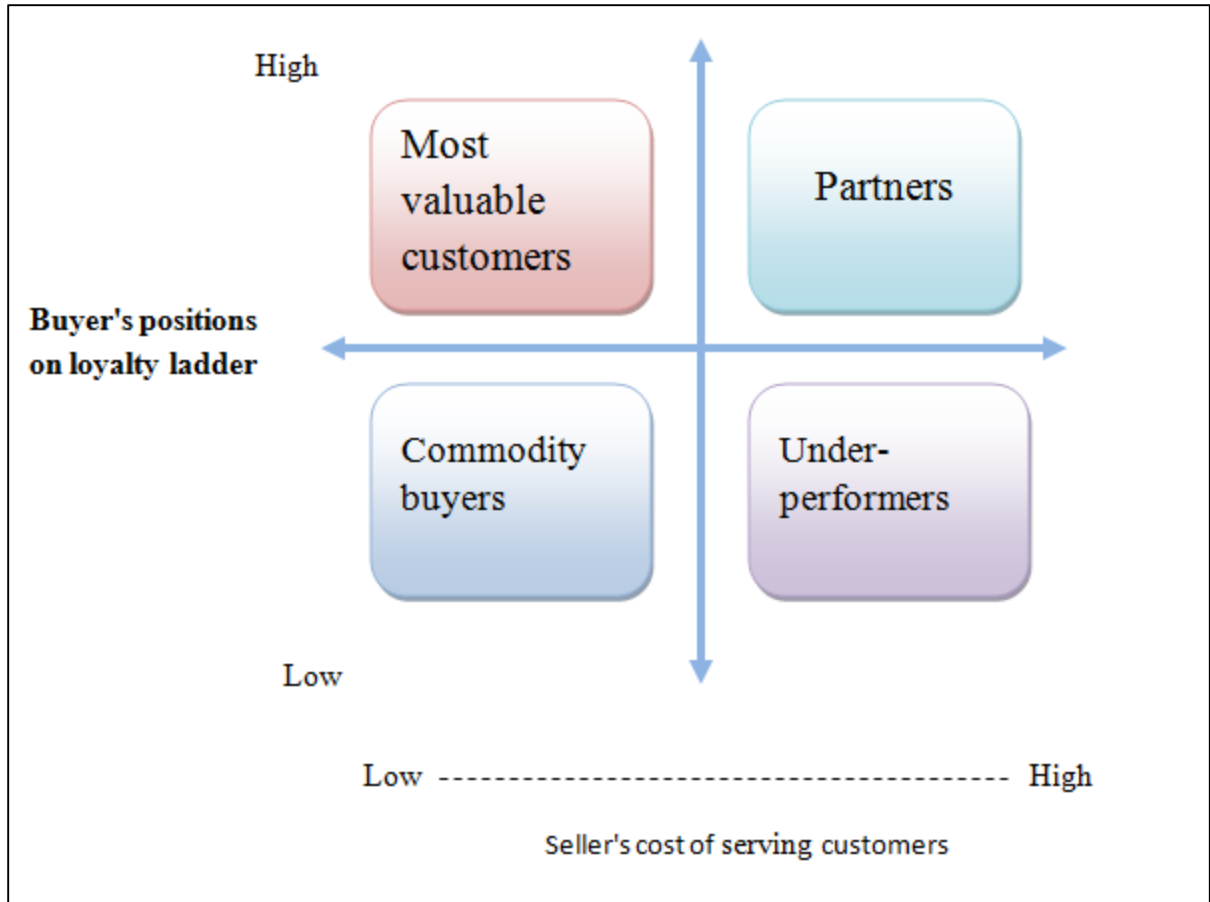 High
Most
valuable
customers
Partners
Buyer's positions
on loyalty ladder
Commodity
buyers
Under-
performers
Low
Low ---------------------------------------- High
Seller's cost of serving customers